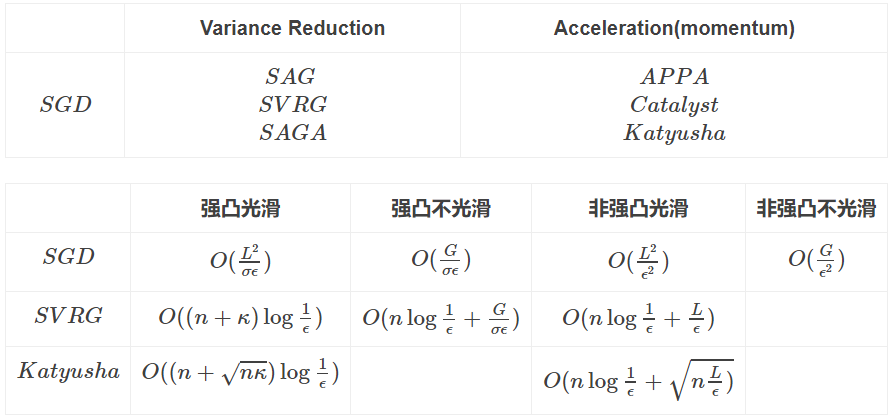 Variance Reduction Acceleration(momentum)
SAG APPA
SGD SVRG Catalyst
SAGA Katyusha
强凸光滑 强凸不光滑 非强凸光滑 非强凸不光滑
SGD $O(\frac{L^2}{\sigma\epsilon})$ $O(\frac{G}{\sigma\epsilon})$ $O(\frac{L^2}{\epsilon^2})$ $O(\frac{G}{\epsilon^2})$
SVRG $O((n+\kappa)\log\frac{1}{\epsilon})$ $O(n\log\frac{1}{\epsilon}+\frac{G}{\sigma\epsilon})$ $O(n\log\frac{1}{\epsilon}+\frac{L}{\epsilon})$
Katyusha $O((n+\sqrt{n\kappa})\log\frac{1}{\epsilon})$ $O(n\log\frac{1}{\epsilon}+\sqrt{n\frac{L}{\epsilon})}$